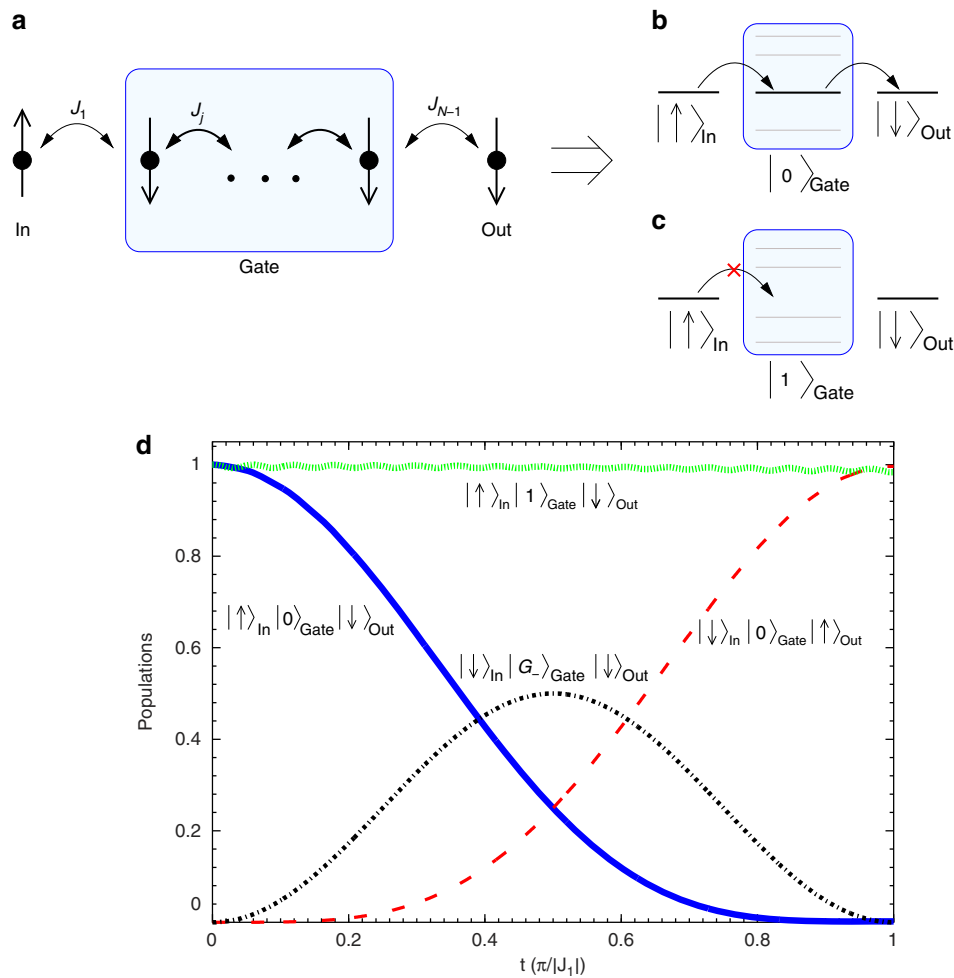 a
J₁
Jⱼ
J_{N−1}
In
Gate
Out
b
|↑⟩In
|↓⟩Out
|0⟩Gate
c
|↑⟩In
|↓⟩Out
|1⟩Gate
d
1
0.8
0.6
0.4
0.2
0
Populations
|↑⟩In |1⟩Gate |↓⟩Out
|↑⟩In |0⟩Gate |↓⟩Out
|↓⟩In |0⟩Gate |↑⟩Out
|↓⟩In |G₋⟩Gate |↓⟩Out
0 0.2 0.4 0.6 0.8 1
t (π/|J₁|)